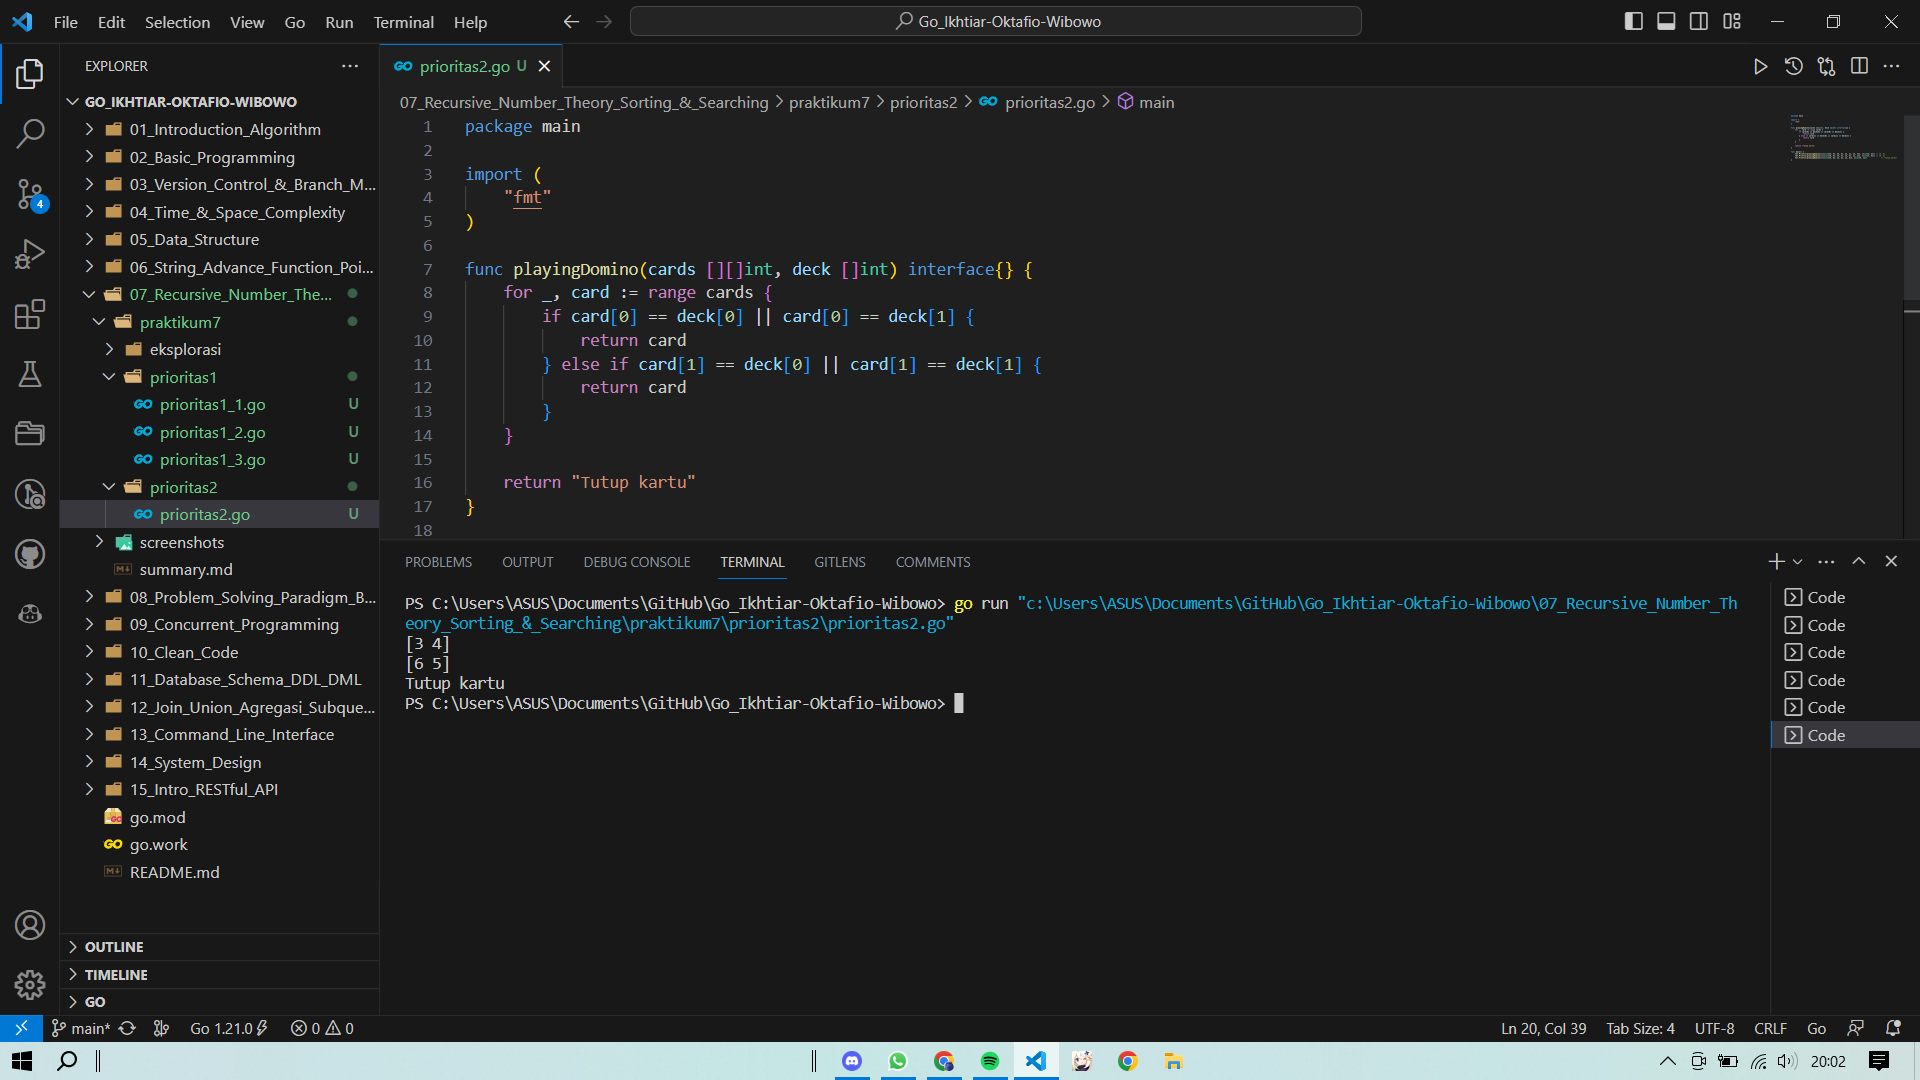 File Edit Selection View Go Run Terminal Help
Go_Ikhtiar-Oktafio-Wibowo
EXPLORER
GO_IKHTIAR-OKTAFIO-WIBOWO
01_Introduction_Algorithm
02_Basic_Programming
03_Version_Control_&_Branch_M...
04_Time_&_Space_Complexity
05_Data_Structure
06_String_Advance_Function_Poi...
07_Recursive_Number_The...
praktikum7
eksplorasi
prioritas1
prioritas1_1.go U
prioritas1_2.go U
prioritas1_3.go U
prioritas2
prioritas2.go U
screenshots
summary.md
08_Problem_Solving_Paradigm_B...
09_Concurrent_Programming
10_Clean_Code
11_Database_Schema_DDL_DML
12_Join_Union_Agregasi_Subque...
13_Command_Line_Interface
14_System_Design
15_Intro_RESTful_API
go.mod
go.work
README.md
OUTLINE
TIMELINE
GO
4
prioritas2.go U
07_Recursive_Number_Theory_Sorting_&_Searching > praktikum7 > prioritas2 > prioritas2.go > main
1 package main
2
3 import (
4 "fmt"
5 )
6
7 func playingDomino(cards [][]int, deck []int) interface{} {
8 for _, card := range cards {
9 if card[0] == deck[0] || card[0] == deck[1] {
10 return card
11 } else if card[1] == deck[0] || card[1] == deck[1] {
12 return card
13 }
14 }
15
16 return "Tutup kartu"
17 }
18
PROBLEMS OUTPUT DEBUG CONSOLE TERMINAL GITLENS COMMENTS
PS C:\Users\ASUS\Documents\GitHub\Go_Ikhtiar-Oktafio-Wibowo> go run "c:\Users\ASUS\Documents\GitHub\Go_Ikhtiar-Oktafio-Wibowo\07_Recursive_Number_Th
eory_Sorting_&_Searching\praktikum7\prioritas2\prioritas2.go"
[3 4]
[6 5]
Tutup kartu
PS C:\Users\ASUS\Documents\GitHub\Go_Ikhtiar-Oktafio-Wibowo>
Code
Code
Code
Code
Code
Code
main* Go 1.21.0 0 0 Ln 20, Col 39 Tab Size: 4 UTF-8 CRLF Go
20:02